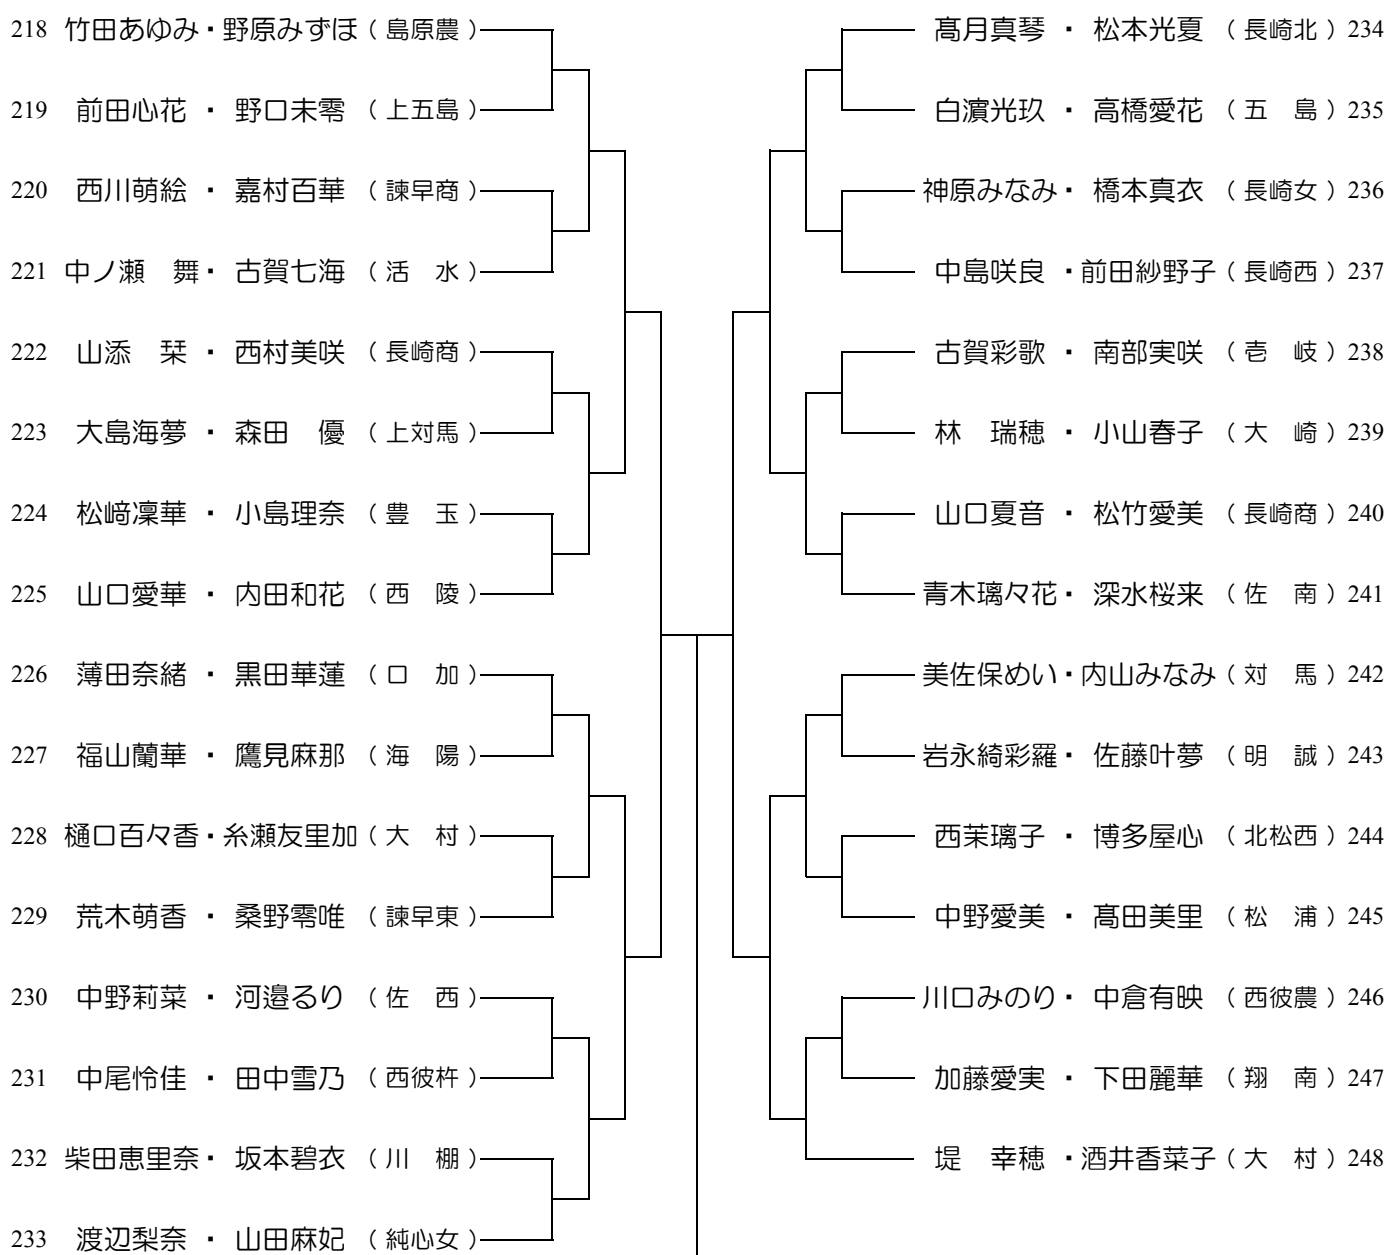 218 竹田あゆみ・野原みずほ（島原農）
219 前田心花 ・ 野口未零 （上五島）
220 西川萌絵 ・ 嘉村百華 （諫早商）
221 中ノ瀬　舞・ 古賀七海 （活　水）
222 山添　栞 ・ 西村美咲 （長崎商）
223 大島海夢 ・ 森田　優 （上対馬）
224 松﨑凜華 ・ 小島理奈 （豊　玉）
225 山口愛華 ・ 内田和花 （西　陵）
226 薄田奈緒 ・ 黒田華蓮 （口　加）
227 福山蘭華 ・ 鷹見麻那 （海　陽）
228 樋口百々香・糸瀬友里加（大　村）
229 荒木萌香 ・ 桑野零唯 （諫早東）
230 中野莉菜 ・ 河邉るり （佐　西）
231 中尾怜佳 ・ 田中雪乃 （西彼杵）
232 柴田恵里奈・ 坂本碧衣 （川　棚）
233 渡辺梨奈 ・ 山田麻妃 （純心女）
髙月真琴 ・ 松本光夏 （長崎北）234
白濵光玖 ・ 高橋愛花 （五　島）235
神原みなみ・ 橋本真衣 （長崎女）236
中島咲良 ・前田紗野子（長崎西）237
古賀彩歌 ・ 南部実咲 （壱　岐）238
林　瑞穂 ・ 小山春子 （大　崎）239
山口夏音 ・ 松竹愛美 （長崎商）240
青木璃々花・ 深水桜来 （佐　南）241
美佐保めい・内山みなみ（対　馬）242
岩永綺彩羅・ 佐藤叶夢 （明　誠）243
西茉璃子 ・ 博多屋心 （北松西）244
中野愛美 ・ 髙田美里 （松　浦）245
川口みのり・ 中倉有映 （西彼農）246
加藤愛実 ・ 下田麗華 （翔　南）247
堤　幸穂 ・酒井香菜子（大　村）248